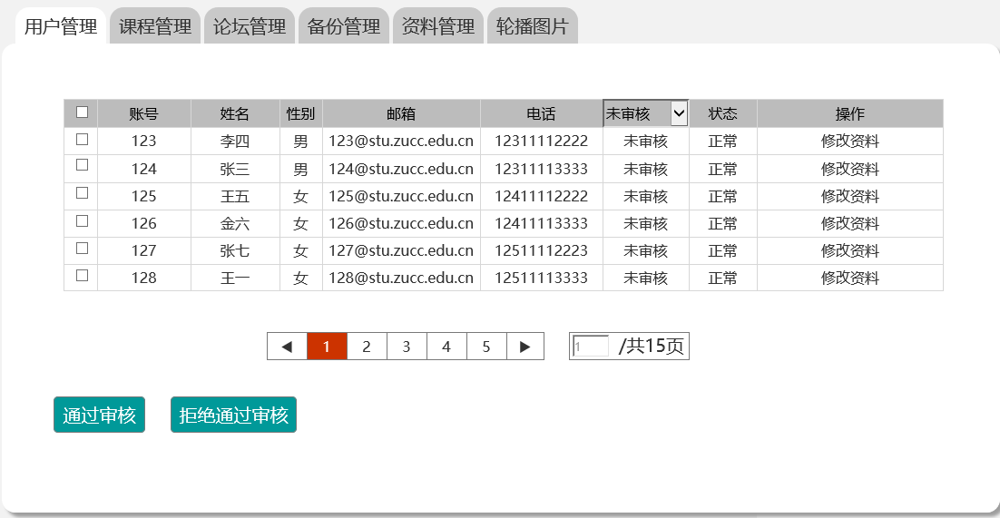 用户管理 课程管理 论坛管理 备份管理 资料管理 轮播图片
账号 姓名 性别 邮箱 电话 未审核 状态 操作
123 李四 男 123@stu.zucc.edu.cn 12311112222 未审核 正常 修改资料
124 张三 男 124@stu.zucc.edu.cn 12311113333 未审核 正常 修改资料
125 王五 女 125@stu.zucc.edu.cn 12411112222 未审核 正常 修改资料
126 金六 女 126@stu.zucc.edu.cn 12411113333 未审核 正常 修改资料
127 张七 女 127@stu.zucc.edu.cn 12511112223 未审核 正常 修改资料
128 王一 女 128@stu.zucc.edu.cn 12511113333 未审核 正常 修改资料
◀ 1 2 3 4 5 ▶ 1 /共15页
通过审核 拒绝通过审核